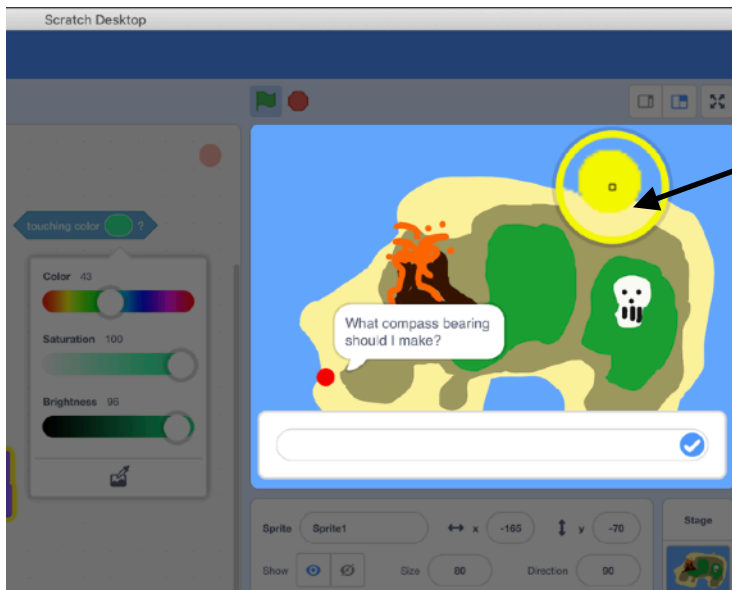 Scratch Desktop
touching color ?
Color 43
Saturation 100
Brightness 96
What compass bearing
should I make?
Sprite Sprite1 x -165 y -70
Show Size 80 Direction 90
Stage